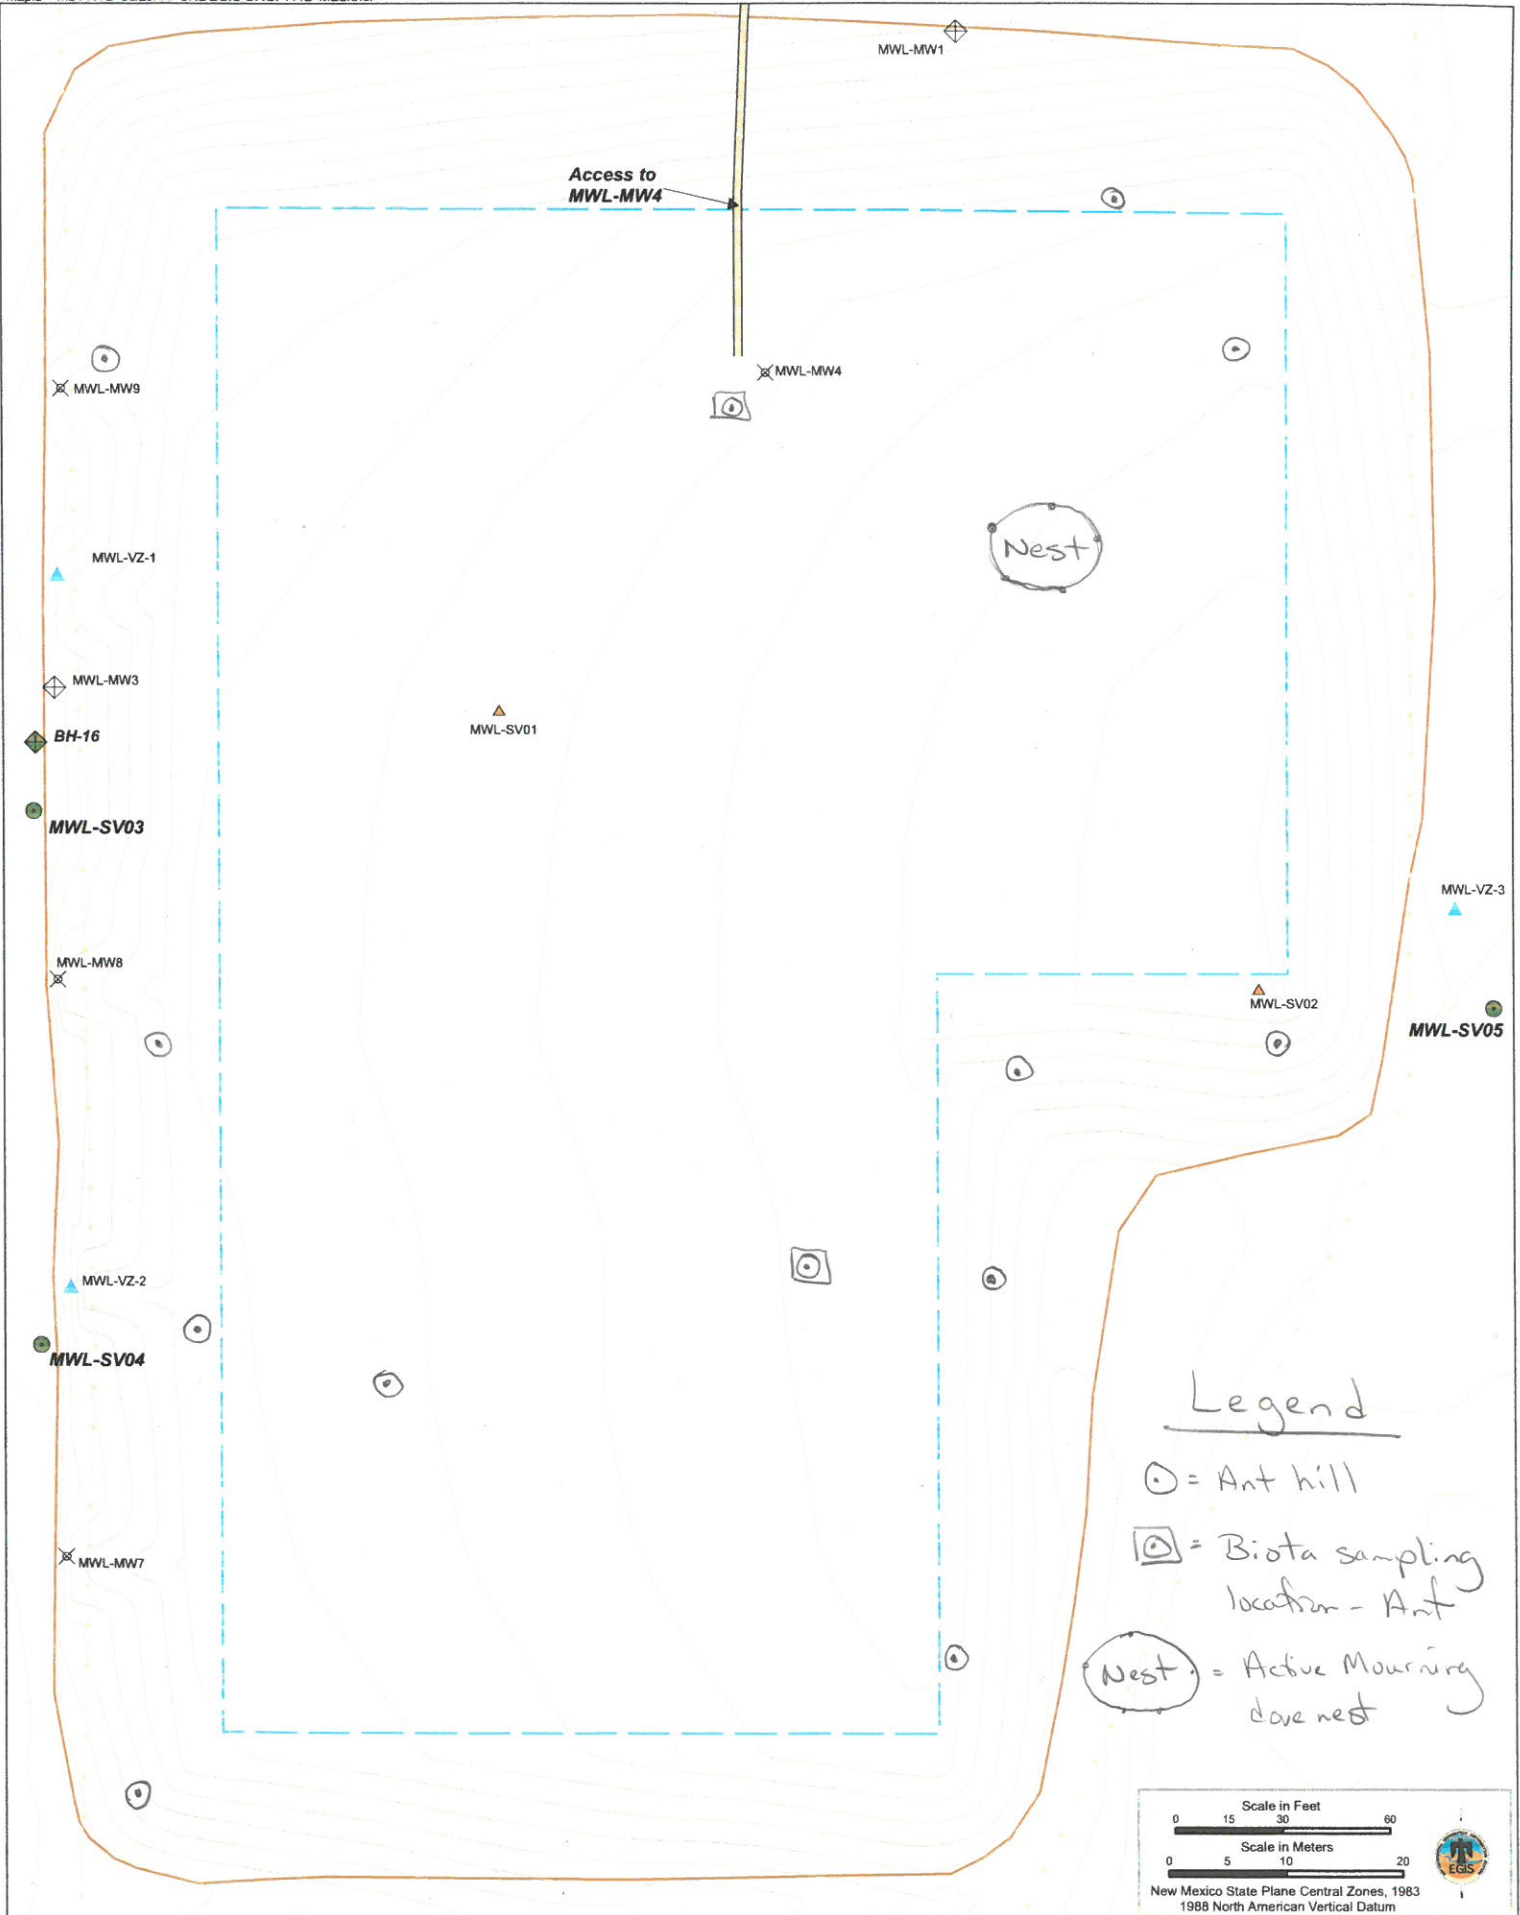 MWL-MW1
Access to
MWL-MW4
MWL-MW4
MWL-MW9
Nest
MWL-VZ-1
MWL-MW3
MWL-SV01
BH-16
MWL-SV03
MWL-VZ-3
MWL-MW8
MWL-SV02
MWL-SV05
MWL-VZ-2
MWL-SV04
Legend
= Ant hill
= Biota sampling
location - Ant
MWL-MW7
Nest = Active Mourning
dove nest
Scale in Feet
0 15 30 60
Scale in Meters
0 5 10 20
EGIS
New Mexico State Plane Central Zones, 1983
1988 North American Vertical Datum